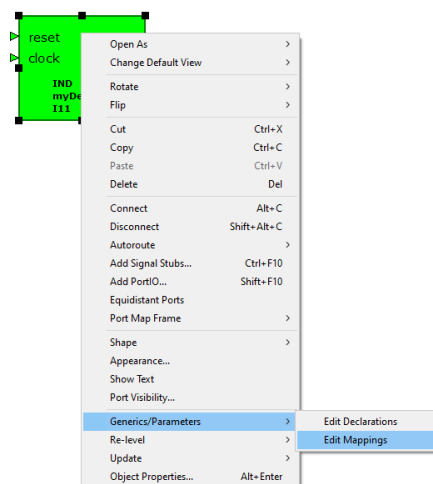 reset
clock
IND
I11
Open As
Change Default View
Rotate
Flip
Cut Ctrl+X
Copy Ctrl+C
Paste Ctrl+V
Delete Del
Connect Alt+C
Disconnect Shift+Alt+C
Autoroute
Add Signal Stubs... Ctrl+F10
Add PortIO... Shift+F10
Equidistant Ports
Port Map Frame
Shape
Appearance...
Show Text
Port Visibility...
Generics/Parameters Edit Declarations
Re-level Edit Mappings
Update
Object Properties... Alt+Enter